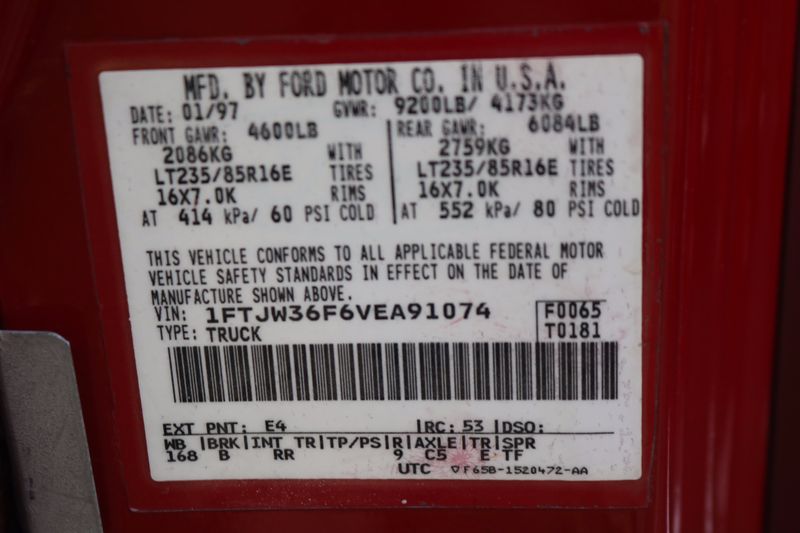 MFD. BY FORD MOTOR CO. IN U.S.A.
DATE: 01/97 GVWR: 9200LB/ 4173KG
FRONT GAWR: 4600LB REAR GAWR: 6084LB
2086KG WITH 2759KG WITH
LT235/85R16E TIRES LT235/85R16E TIRES
16X7.0K RIMS 16X7.0K RIMS
AT 414 kPa/ 60 PSI COLD AT 552 kPa/ 80 PSI COLD
THIS VEHICLE CONFORMS TO ALL APPLICABLE FEDERAL MOTOR
VEHICLE SAFETY STANDARDS IN EFFECT ON THE DATE OF
MANUFACTURE SHOWN ABOVE.
VIN: 1FTJW36F6VEA91074 F0065
TYPE: TRUCK T0181
EXT PNT: E4 |RC: 53 |DSO:
WB |BRK|INT TR|TP/PS|R|AXLE|TR|SPR
168 B RR 9 C5 E TF
UTC ▽F65B-1520472-AA